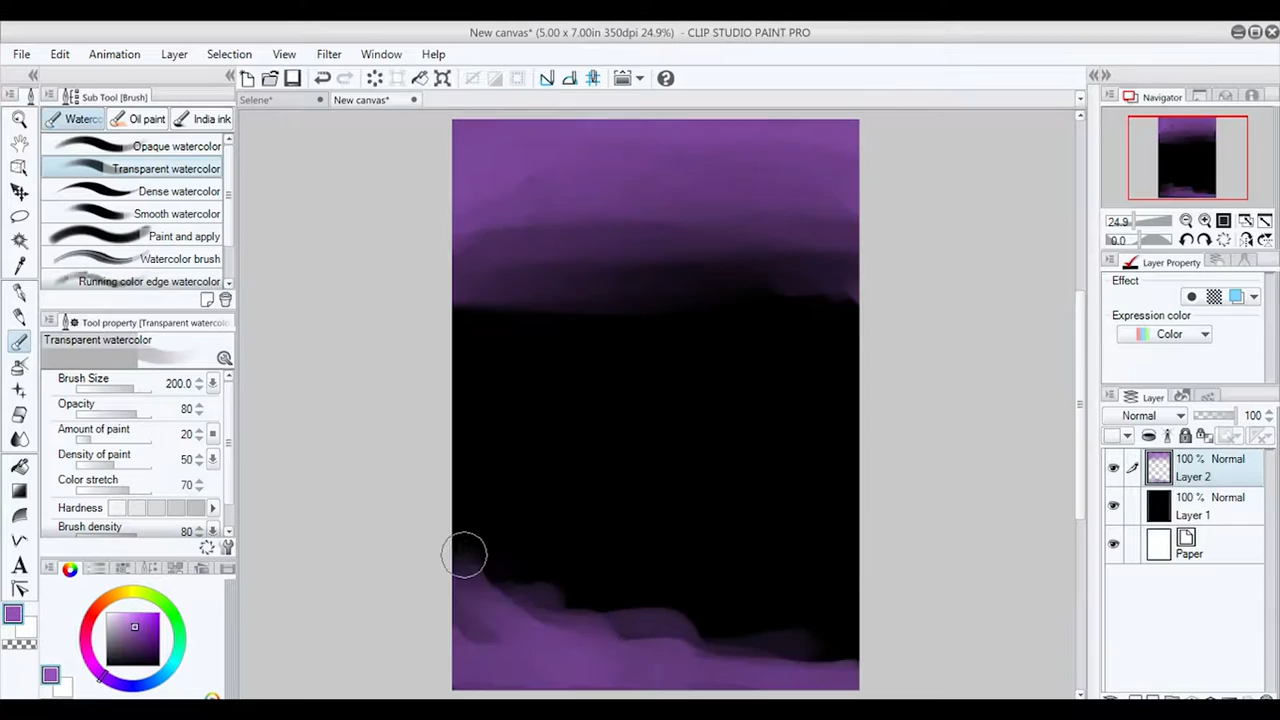 New canvas* (5.00 x 7.00in 350dpi 24.9%) - CLIP STUDIO PAINT PRO
File Edit Animation Layer Selection View Filter Window Help
Sub Tool [Brush]
Selene*
New canvas*
Navigator
Waterco
Oil paint
India ink
Opaque watercolor
Transparent watercolor
Dense watercolor
Smooth watercolor
Paint and apply
Watercolor brush
Running color edge watercolor
24.9
0.0
Tool property [Transparent watercolo
Transparent watercolor
Brush Size 200.0
Opacity 80
Amount of paint 20
Density of paint 50
Color stretch 70
Hardness
Brush density 80
A
Layer Property
Effect
Expression color
Color
Layer
Normal 100
100 % Normal
Layer 2
100 % Normal
Layer 1
Paper